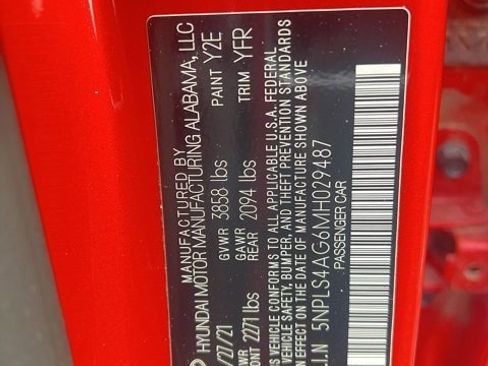 MANUFACTURED BY
HYUNDAI MOTOR MANUFACTURING ALABAMA, LLC
/27/21 GVWR 3858 lbs PAINT Y2E
2271 lbs GAWR REAR 2094 lbs TRIM YFR
VEHICLE CONFORMS TO ALL APPLICABLE U.S.A. FEDERAL
VEHICLE SAFETY, BUMPER, AND THEFT PREVENTION STANDARDS
ON THE DATE OF MANUFACTURE SHOWN ABOVE
5NPLS4AG6MH029487
PASSENGER CAR